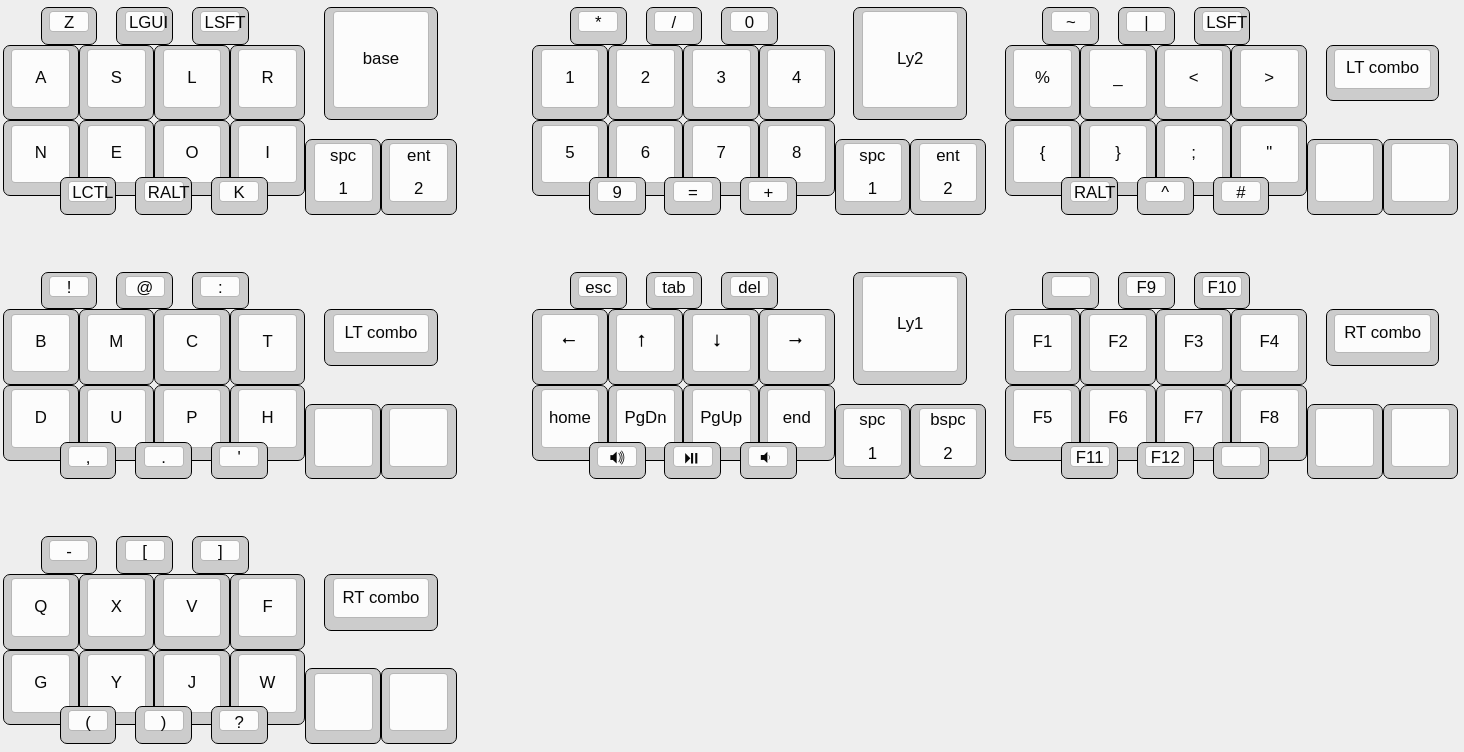 Z LGUI LSFT
A S L R base
N E O I spc ent
1 2
LCTL RALT K
* / 0
1 2 3 4 Ly2
5 6 7 8 spc ent
1 2
9 = +
~ | LSFT
% _ < > LT combo
{ } ; "
RALT ^ #
! @ :
B M C T LT combo
D U P H
, . '
esc tab del
← ↑ ↓ → Ly1
home PgDn PgUp end spc bspc
1 2
F9 F10
F1 F2 F3 F4 RT combo
F5 F6 F7 F8
F11 F12
- [ ]
Q X V F RT combo
G Y J W
( ) ?